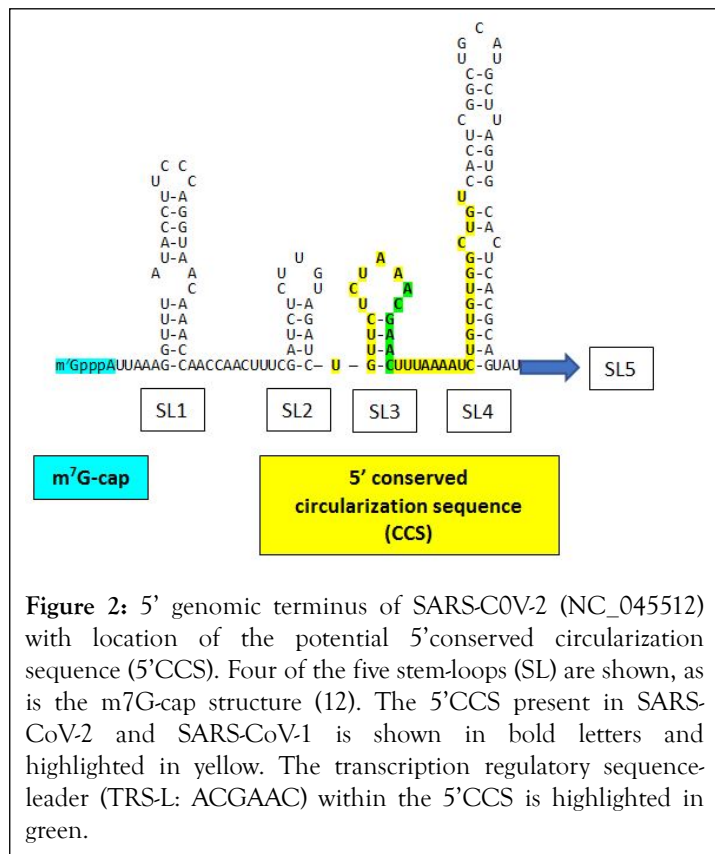 C
G A
U U
C-G
G-C
G-U
C U
U-A
C C C-G
U C A-U
U-A C-G
C-G U
C-G G-C
A-U U-A
U-A U A C C
A A U G U A G-U
C C U C A G-C
U-A U-A U C U-A
U-A C-G C-G G-C
U-A U-A U-A U-G
G-C A-U U-A G-C
U-A
m⁷GpppAUUAAAG-CAACCAACUUUCG-C– U – G-CUUUAAAAUC-GUAU
SL1
SL2
SL3
SL4
SL5
m⁷G-cap
5’ conserved
circularization sequence
(CCS)
Figure 2: 5’ genomic terminus of SARS-C0V-2 (NC_045512)
with location of the potential 5’conserved circularization
sequence (5’CCS). Four of the five stem-loops (SL) are shown, as
is the m7G-cap structure (12). The 5’CCS present in SARS-
CoV-2 and SARS-CoV-1 is shown in bold letters and
highlighted in yellow. The transcription regulatory sequence-
leader (TRS-L: ACGAAC) within the 5’CCS is highlighted in
green.